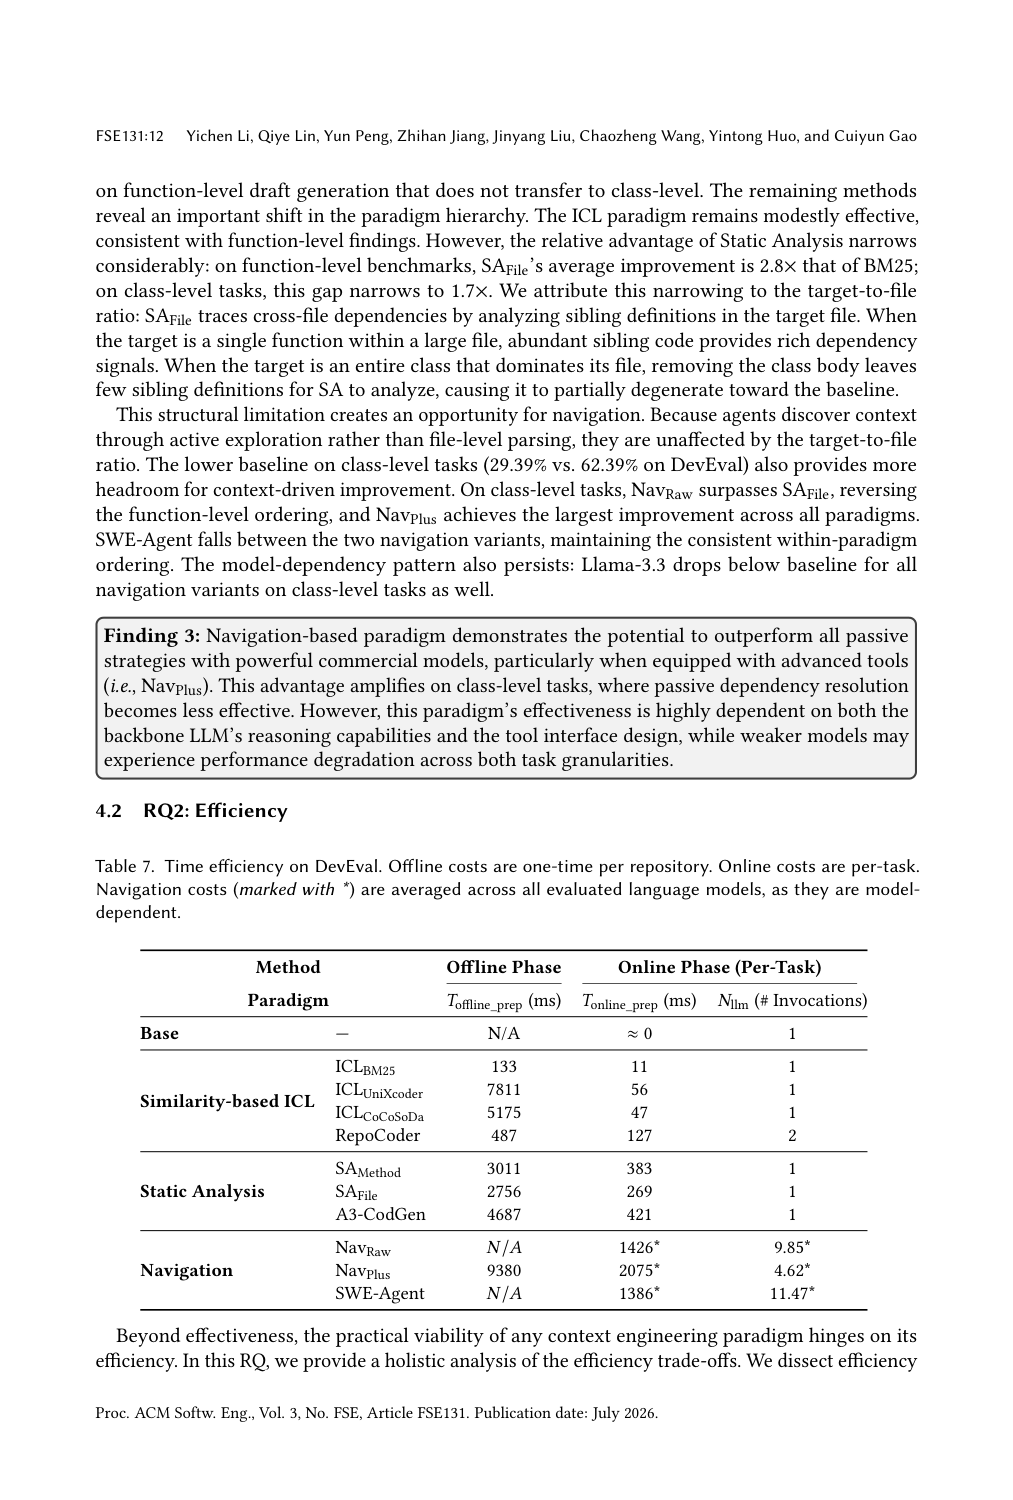 FSE131:12 Yichen Li, Qiye Lin, Yun Peng, Zhihan Jiang, Jinyang Liu, Chaozheng Wang, Yintong Huo, and Cuiyun Gao
on function-level draft generation that does not transfer to class-level. The remaining methods
reveal an important shift in the paradigm hierarchy. The ICL paradigm remains modestly effective,
consistent with function-level findings. However, the relative advantage of Static Analysis narrows
considerably: on function-level benchmarks, SAFile's average improvement is 2.8× that of BM25;
on class-level tasks, this gap narrows to 1.7×. We attribute this narrowing to the target-to-file
ratio: SAFile traces cross-file dependencies by analyzing sibling definitions in the target file. When
the target is a single function within a large file, abundant sibling code provides rich dependency
signals. When the target is an entire class that dominates its file, removing the class body leaves
few sibling definitions for SA to analyze, causing it to partially degenerate toward the baseline.
This structural limitation creates an opportunity for navigation. Because agents discover context
through active exploration rather than file-level parsing, they are unaffected by the target-to-file
ratio. The lower baseline on class-level tasks (29.39% vs. 62.39% on DevEval) also provides more
headroom for context-driven improvement. On class-level tasks, NavRaw surpasses SAFile, reversing
the function-level ordering, and NavPlus achieves the largest improvement across all paradigms.
SWE-Agent falls between the two navigation variants, maintaining the consistent within-paradigm
ordering. The model-dependency pattern also persists: Llama-3.3 drops below baseline for all
navigation variants on class-level tasks as well.
Finding 3: Navigation-based paradigm demonstrates the potential to outperform all passive
strategies with powerful commercial models, particularly when equipped with advanced tools
(i.e., NavPlus). This advantage amplifies on class-level tasks, where passive dependency resolution
becomes less effective. However, this paradigm's effectiveness is highly dependent on both the
backbone LLM's reasoning capabilities and the tool interface design, while weaker models may
experience performance degradation across both task granularities.
4.2 RQ2: Efficiency
Table 7. Time efficiency on DevEval. Offline costs are one-time per repository. Online costs are per-task.
Navigation costs (marked with *) are averaged across all evaluated language models, as they are model-
dependent.
Method Offline Phase Online Phase (Per-Task)
Paradigm Toffline_prep (ms) Tonline_prep (ms) Nllm (# Invocations)
Base — N/A ≈ 0 1
Similarity-based ICL
ICLBM25 133 11 1
ICLUniXcoder 7811 56 1
ICLCoCoSoDa 5175 47 1
RepoCoder 487 127 2
Static Analysis
SAMethod 3011 383 1
SAFile 2756 269 1
A3-CodGen 4687 421 1
Navigation
NavRaw N/A 1426* 9.85*
NavPlus 9380 2075* 4.62*
SWE-Agent N/A 1386* 11.47*
Beyond effectiveness, the practical viability of any context engineering paradigm hinges on its
efficiency. In this RQ, we provide a holistic analysis of the efficiency trade-offs. We dissect efficiency
Proc. ACM Softw. Eng., Vol. 3, No. FSE, Article FSE131. Publication date: July 2026.